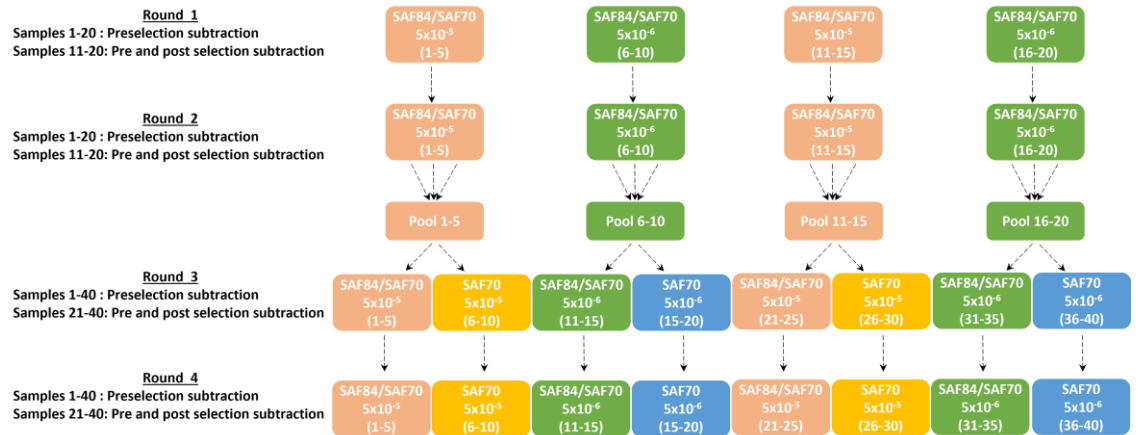 Round 1
Samples 1-20 : Preselection subtraction
Samples 11-20: Pre and post selection subtraction
SAF84/SAF70
5x10⁻⁵
(1-5)
SAF84/SAF70
5x10⁻⁶
(6-10)
SAF84/SAF70
5x10⁻⁵
(11-15)
SAF84/SAF70
5x10⁻⁶
(16-20)
Round 2
Samples 1-20 : Preselection subtraction
Samples 11-20: Pre and post selection subtraction
SAF84/SAF70
5x10⁻⁵
(1-5)
SAF84/SAF70
5x10⁻⁶
(6-10)
SAF84/SAF70
5x10⁻⁵
(11-15)
SAF84/SAF70
5x10⁻⁶
(16-20)
Pool 1-5
Pool 6-10
Pool 11-15
Pool 16-20
Round 3
Samples 1-40 : Preselection subtraction
Samples 21-40: Pre and post selection subtraction
SAF84/SAF70
5x10⁻⁵
(1-5)
SAF70
5x10⁻⁵
(6-10)
SAF84/SAF70
5x10⁻⁶
(11-15)
SAF70
5x10⁻⁶
(15-20)
SAF84/SAF70
5x10⁻⁵
(21-25)
SAF70
5x10⁻⁵
(26-30)
SAF84/SAF70
5x10⁻⁶
(31-35)
SAF70
5x10⁻⁶
(36-40)
Round 4
Samples 1-40 : Preselection subtraction
Samples 21-40: Pre and post selection subtraction
SAF84/SAF70
5x10⁻⁵
(1-5)
SAF70
5x10⁻⁵
(6-10)
SAF84/SAF70
5x10⁻⁶
(11-15)
SAF70
5x10⁻⁶
(15-20)
SAF84/SAF70
5x10⁻⁵
(21-25)
SAF70
5x10⁻⁵
(26-30)
SAF84/SAF70
5x10⁻⁶
(31-35)
SAF70
5x10⁻⁶
(36-40)